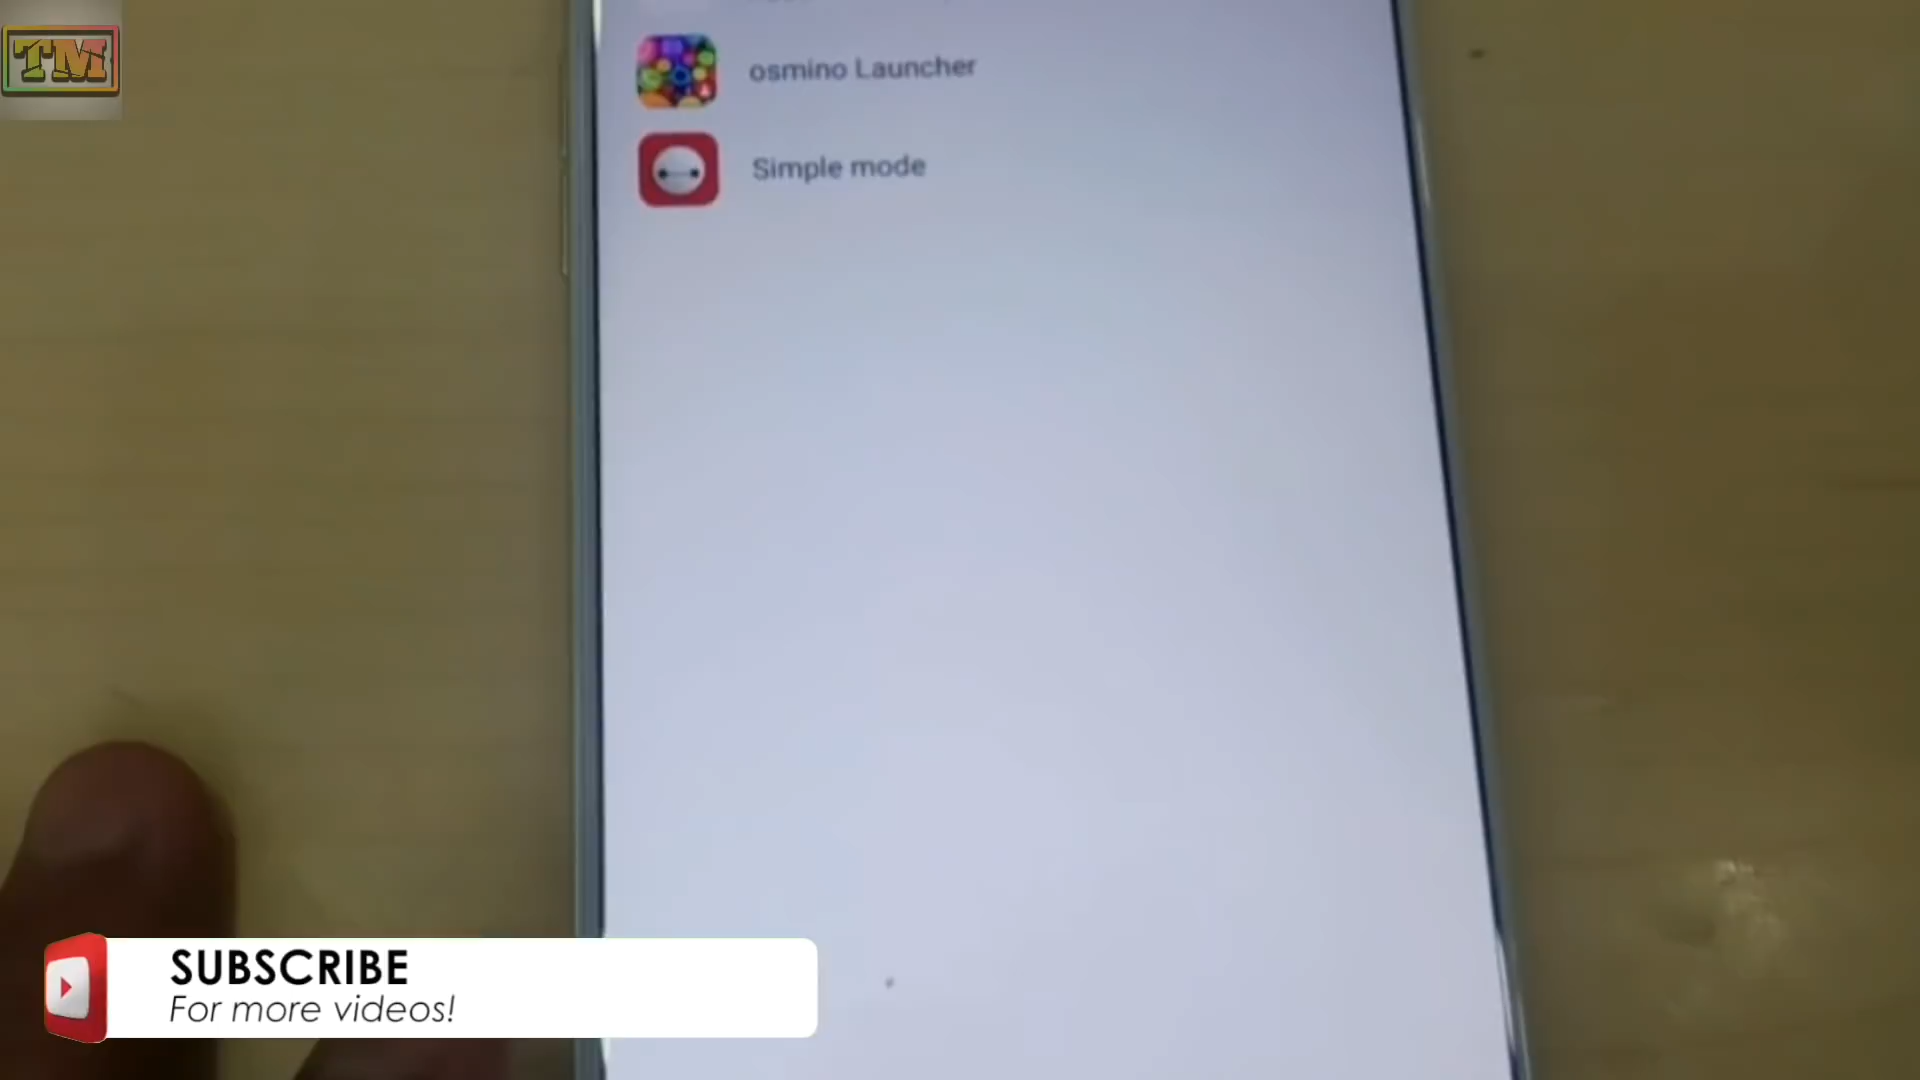 TM
osmino Launcher
Simple mode
SUBSCRIBE
For more videos!